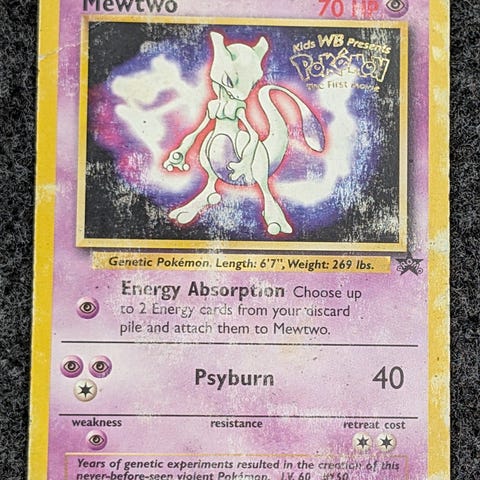 Mewtwo
70 HP
Kids WB Presents
Pokémon
The First Movie
Genetic Pokémon. Length: 6'7", Weight: 269 lbs.
PROMO
Energy Absorption Choose up
to 2 Energy cards from your discard
pile and attach them to Mewtwo.
Psyburn 40
weakness resistance retreat cost
Years of genetic experiments resulted in the creation of this
never-before-seen violent Pokémon. LV. 60 #150